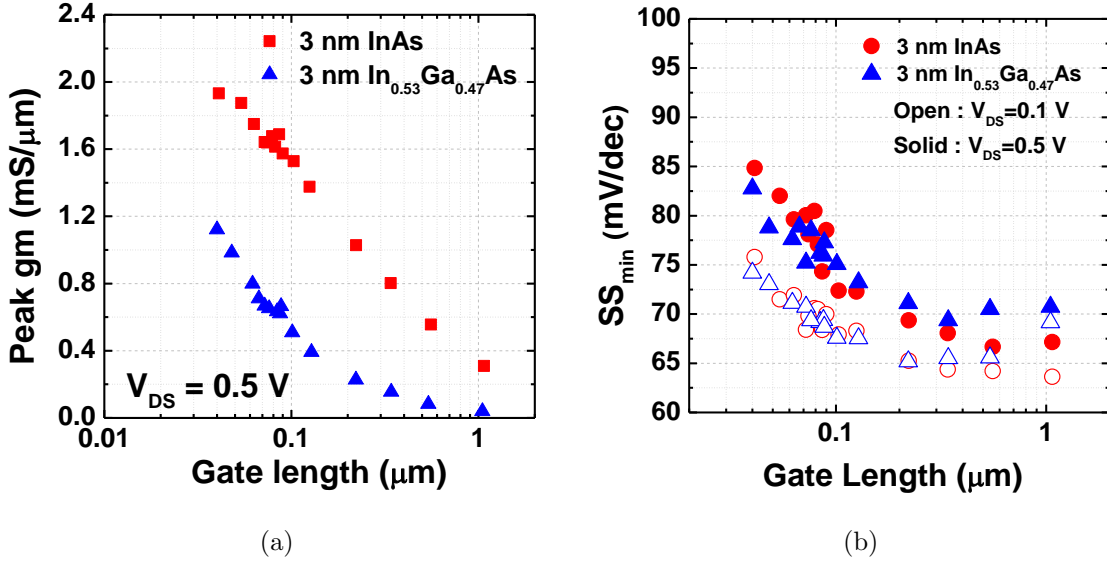 2.4
2.0
1.6
1.2
0.8
0.4
0.0
Peak gm (mS/μm)
3 nm InAs
3 nm In0.53Ga0.47As
VDS = 0.5 V
0.01
0.1
1
Gate length (μm)
(a)
100
95
90
85
80
75
70
65
60
SSmin (mV/dec)
3 nm InAs
3 nm In0.53Ga0.47As
Open : VDS=0.1 V
Solid : VDS=0.5 V
0.1
1
Gate Length (μm)
(b)